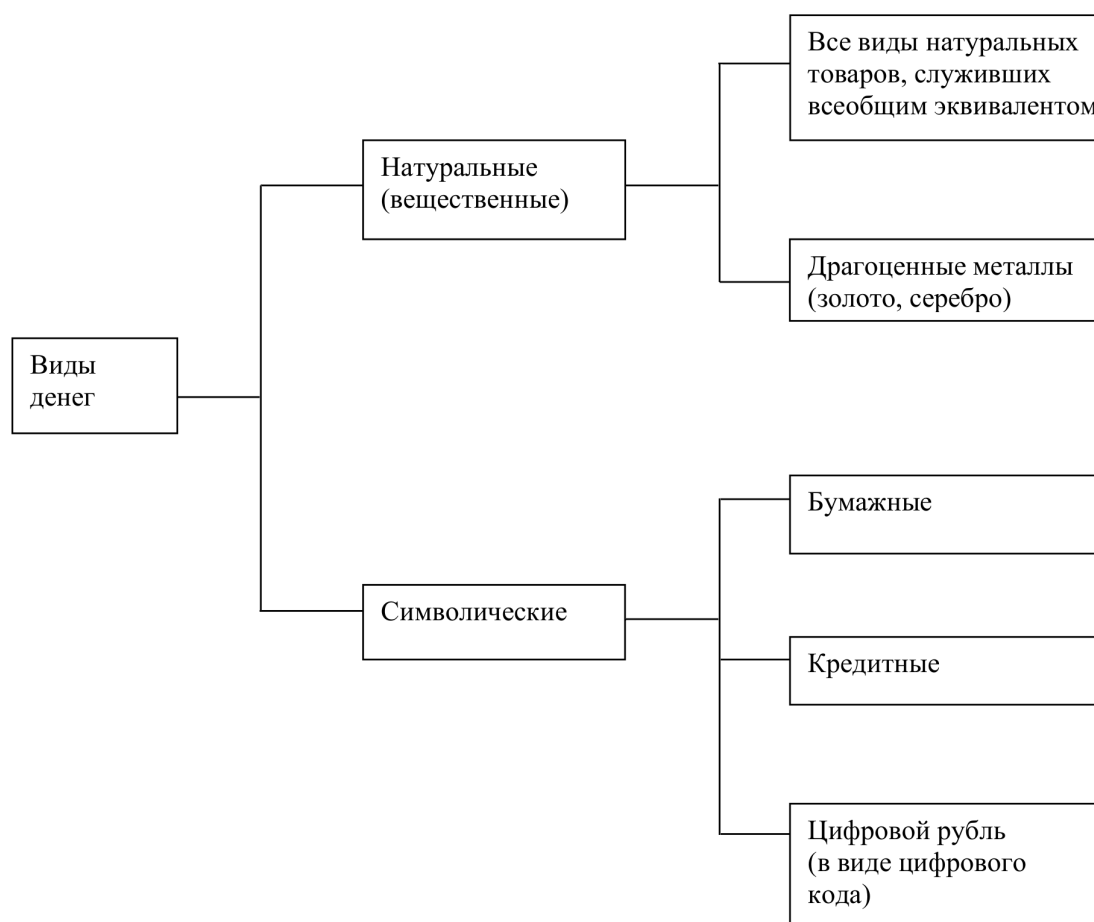 Все виды натуральных
товаров, служивших
всеобщим эквивалентом
Натуральные
(вещественные)
Драгоценные металлы
(золото, серебро)
Виды
денег
Бумажные
Символические
Кредитные
Цифровой рубль
(в виде цифрового
кода)